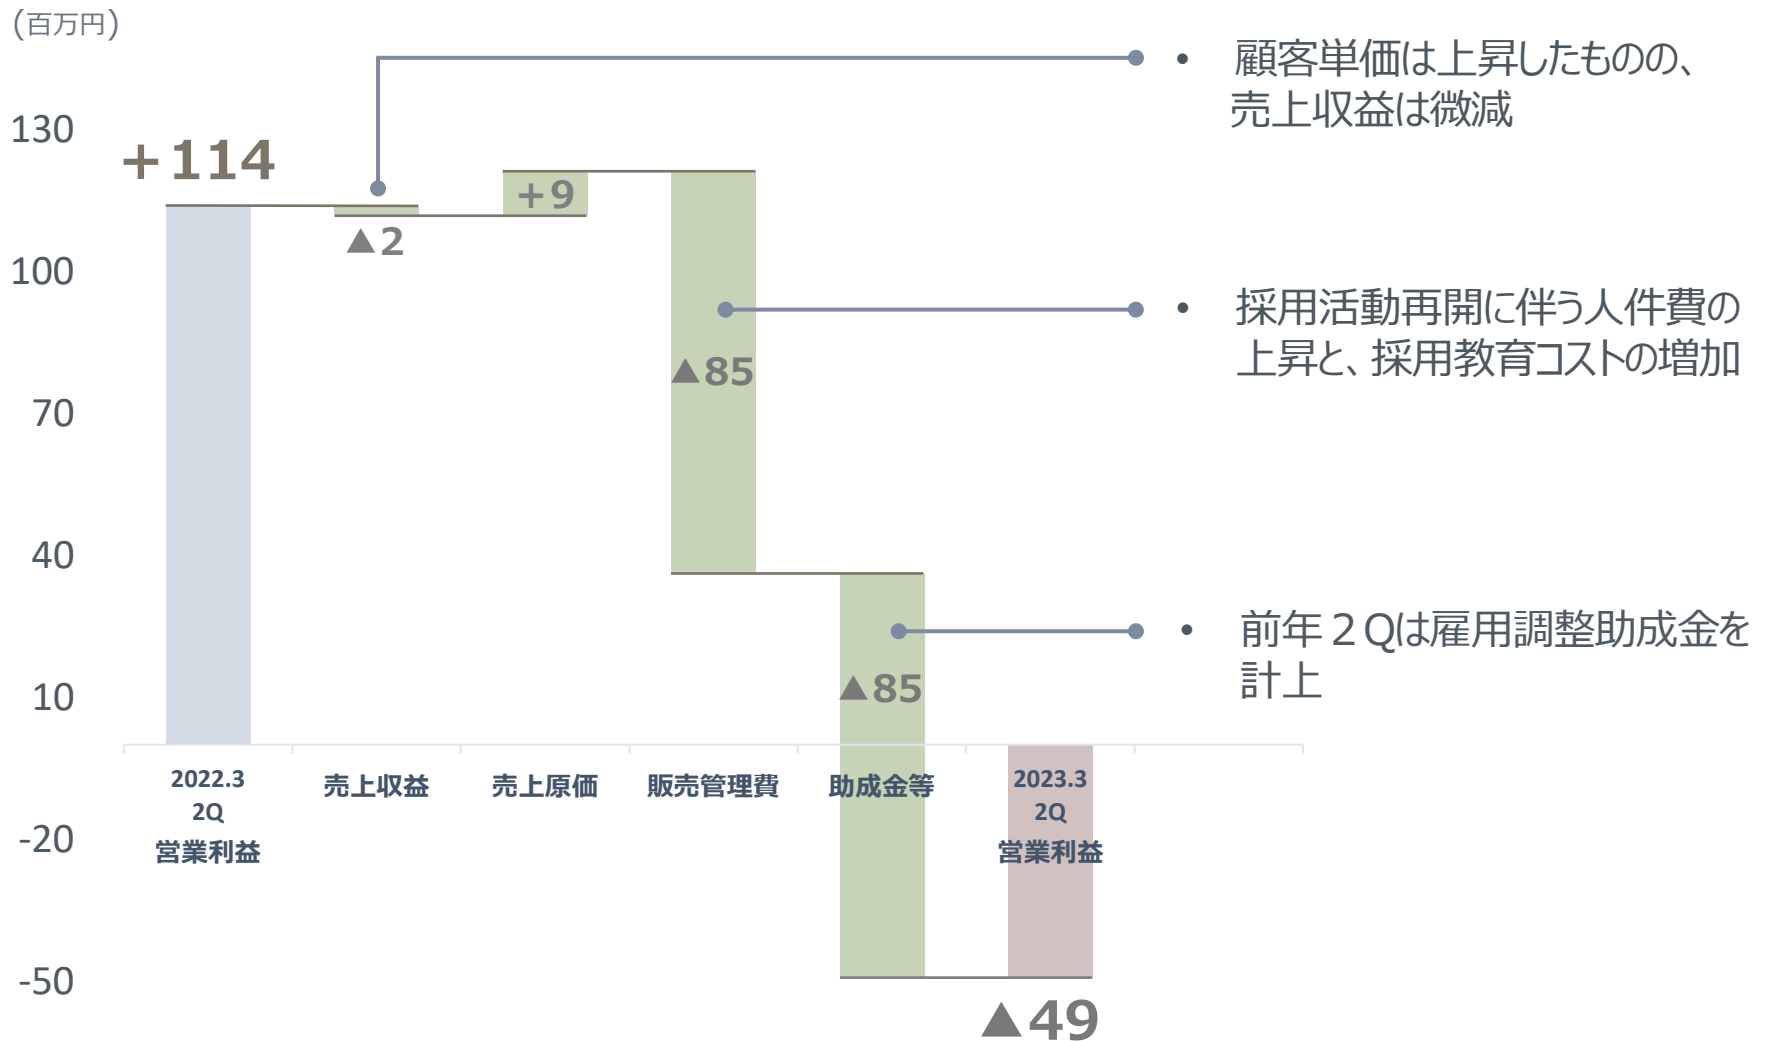 (百万円)
• 顧客単価は上昇したものの、
売上収益は微減
130
+114
+9
▲2
100
• 採用活動再開に伴う人件費の
上昇と、採用教育コストの増加
▲85
70
40
• 前年２Qは雇用調整助成金を
計上
▲85
10
2022.3
2Q
営業利益
売上収益
売上原価
販売管理費
助成金等
2023.3
2Q
営業利益
-20
-50
▲49